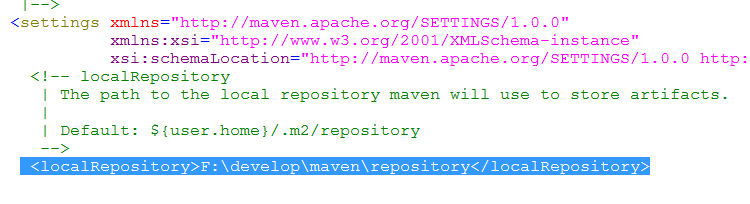 |-->
<settings xmlns="http://maven.apache.org/SETTINGS/1.0.0"
xmlns:xsi="http://www.w3.org/2001/XMLSchema-instance"
xsi:schemaLocation="http://maven.apache.org/SETTINGS/1.0.0 http:
<!-- localRepository
| The path to the local repository maven will use to store artifacts.
|
| Default: ${user.home}/.m2/repository
-->
<localRepository>F:\develop\maven\repository</localRepository>